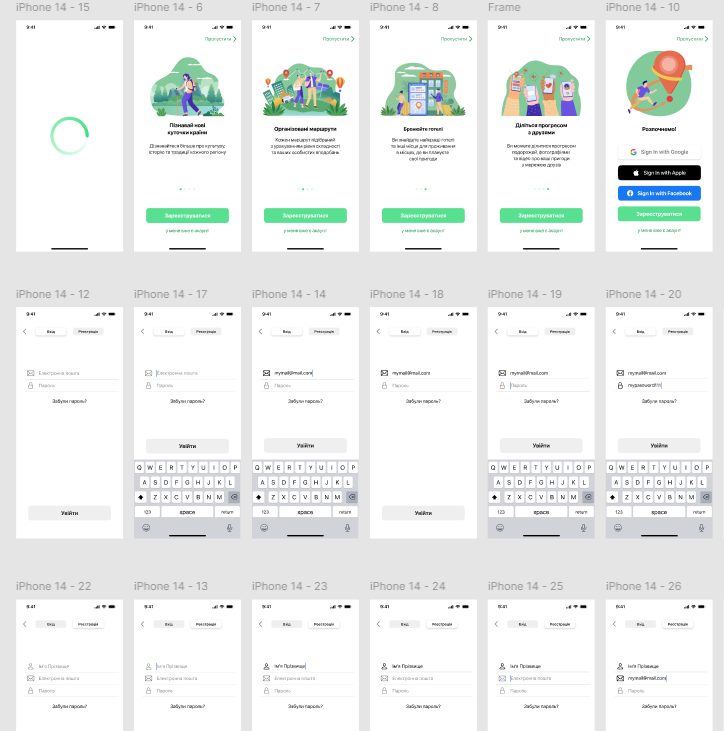 iPhone 14 - 15
iPhone 14 - 6
iPhone 14 - 7
iPhone 14 - 8
Frame
iPhone 14 - 10
9:41
9:41
9:41
9:41
9:41
9:41
Пропустити
Пропустити
Пропустити
Пропустити
Пропустити
Пізнавай нові
куточки країни
Дізнавайтеся більше про культуру,
історію та традиції кожного регіону
Зареєструватися
у мене вже є акаунт
Організовані маршрути
Кожен маршрут підібраний
з урахуванням рівня складності
та ваших особистих вподобань
Зареєструватися
у мене вже є акаунт
Бронюйте готелі
Ви знайдете найкращі готелі
та інші місця для проживання
в місцях, де ви плануєте
свої пригоди
Зареєструватися
у мене вже є акаунт
Діліться прогресом
з друзями
Ви можете ділитися прогресом
подорожей, фотографіями
та відео про ваші пригоди
з мережею друзів
Зареєструватися
у мене вже є акаунт
Розпочнемо!
Sign In with Google
Sign In with Apple
Sign In with Facebook
Зареєструватися
у мене вже є акаунт
iPhone 14 - 12
iPhone 14 - 17
iPhone 14 - 14
iPhone 14 - 18
iPhone 14 - 19
iPhone 14 - 20
9:41
9:41
9:41
9:41
9:41
9:41
Вхід Реєстрація
Вхід Реєстрація
Вхід Реєстрація
Вхід Реєстрація
Вхід Реєстрація
Вхід Реєстрація
Електронна пошта
Електронна пошта
mymail@mail.com
mymail@mail.com
mymail@mail.com
mymail@mail.com
Пароль
Пароль
Пароль
Пароль
Пароль
Забули пароль?
Забули пароль?
Забули пароль?
Забули пароль?
Забули пароль?
Забули пароль?
Увійти
Увійти
Увійти
Увійти
Q W E R T Y U I O P
A S D F G H J K L
Z X C V B N M
123 space return
Q W E R T Y U I O P
A S D F G H J K L
Z X C V B N M
123 space return
Q W E R T Y U I O P
A S D F G H J K L
Z X C V B N M
123 space return
Q W E R T Y U I O P
A S D F G H J K L
Z X C V B N M
123 space return
Увійти
Увійти
iPhone 14 - 22
iPhone 14 - 13
iPhone 14 - 23
iPhone 14 - 24
iPhone 14 - 25
iPhone 14 - 26
9:41
9:41
9:41
9:41
9:41
9:41
Вхід Реєстрація
Вхід Реєстрація
Вхід Реєстрація
Вхід Реєстрація
Вхід Реєстрація
Вхід Реєстрація
Ім'я Прізвище
Ім'я Прізвище
Ім'я Прізвище
Ім'я Прізвище
Ім'я Прізвище
Ім'я Прізвище
Електронна пошта
Електронна пошта
Електронна пошта
Електронна пошта
Електронна пошта
mymail@mail.com
Пароль
Пароль
Пароль
Пароль
Пароль
Пароль
Забули пароль?
Забули пароль?
Забули пароль?
Забули пароль?
Забули пароль?
Забули пароль?